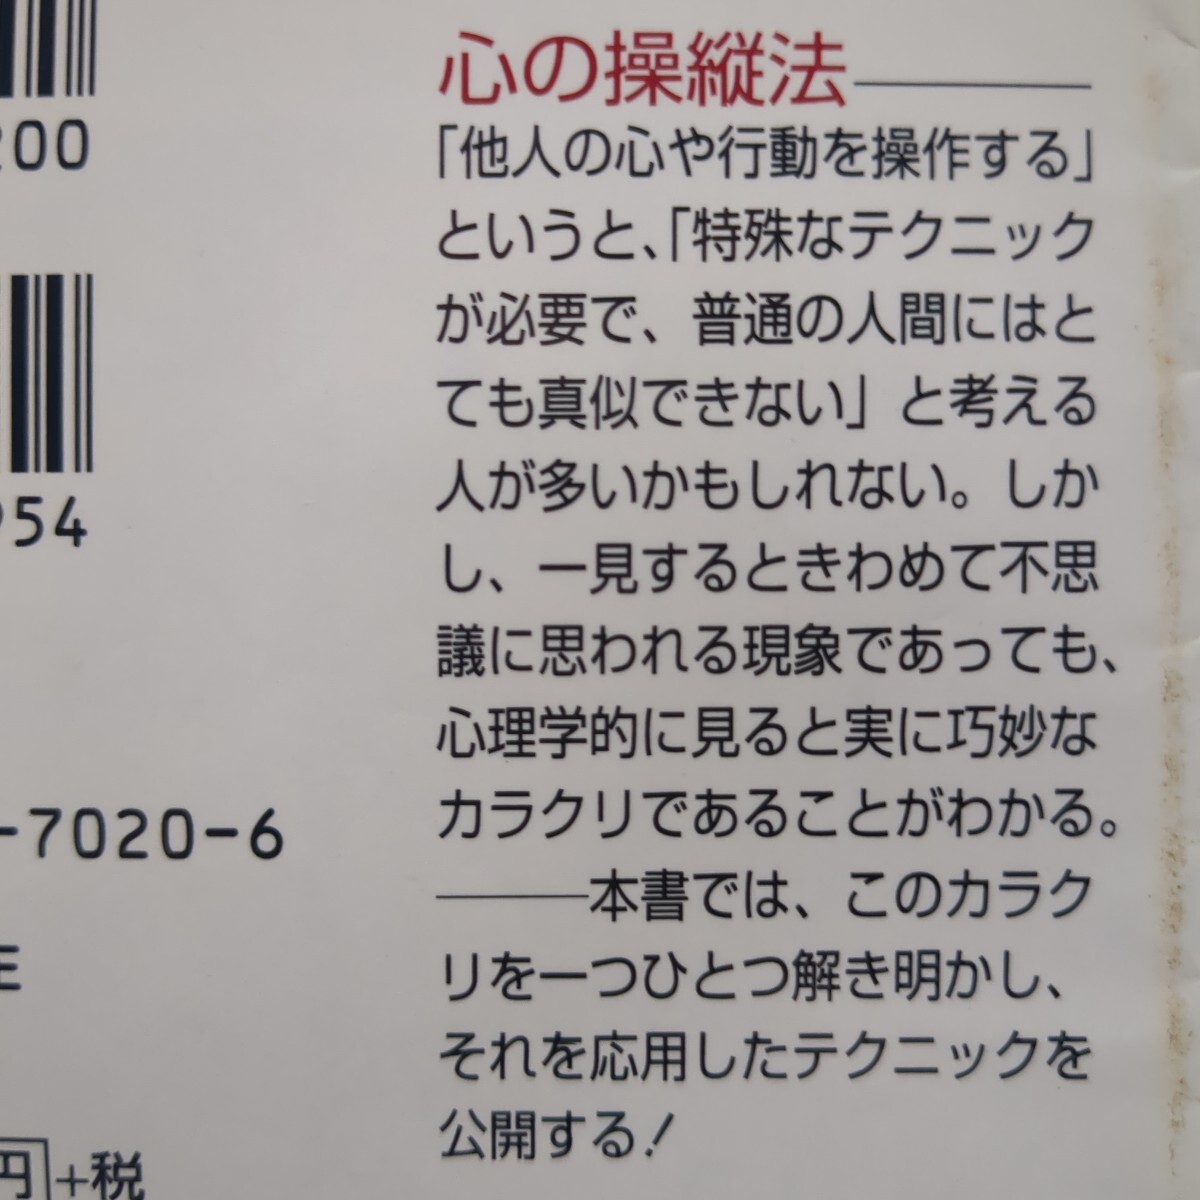 心の操縦法
「他人の心や行動を操作する」
というと、「特殊なテクニック
が必要で、普通の人間にはと
ても真似できない」と考える
人が多いかもしれない。しか
し、一見するときわめて不思
議に思われる現象であっても、
心理学的に見ると実に巧妙な
カラクリであることがわかる。
――本書では、このカラク
リを一つひとつ解き明かし、
それを応用したテクニックを
公開する！
200
954
-7020-6
E
円+税